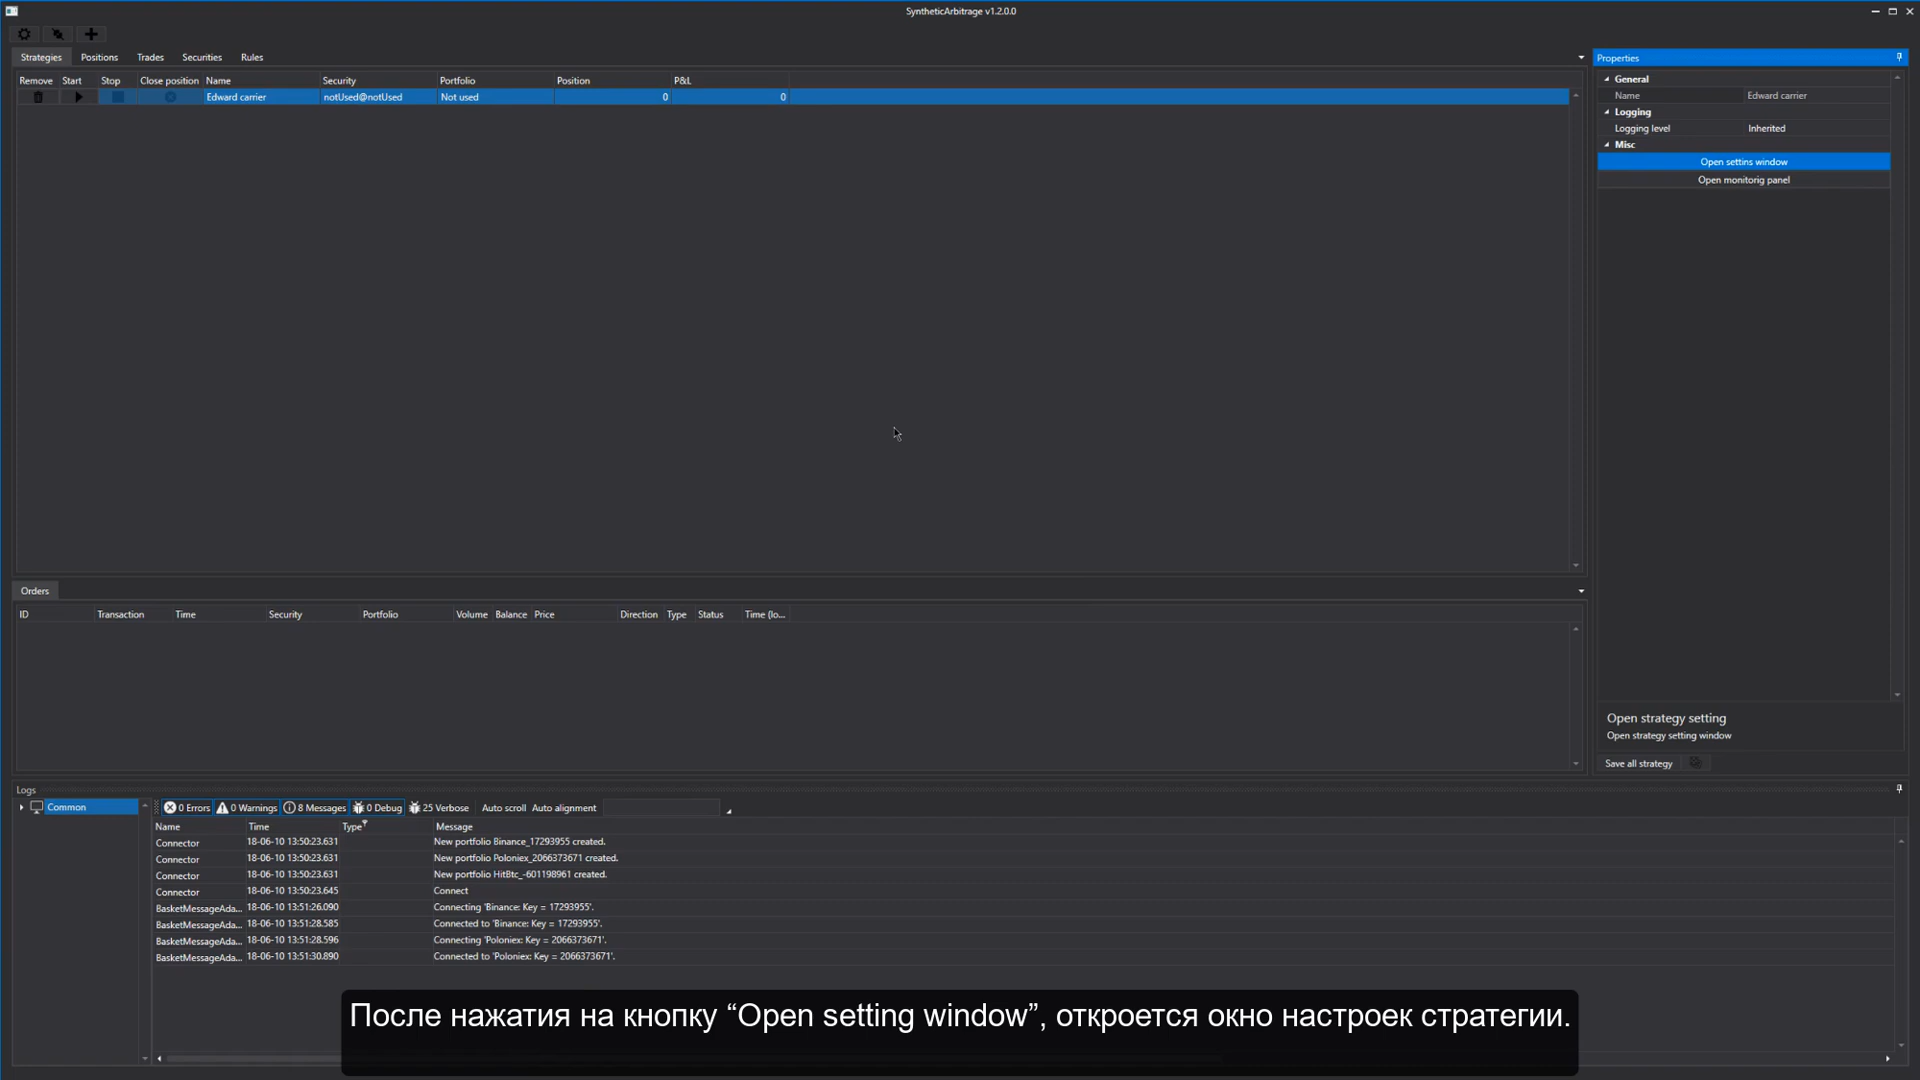 SyntheticArbitrage v1.2.0.0
Strategies Positions Trades Securities Rules
Remove Start Stop Close position Name Security Portfolio Position P&L
Edward carrier notUsed@notUsed Not used 0 0
Properties
General
Name Edward carrier
Logging
Logging level Inherited
Misc
Open settins window
Open monitorig panel
Orders
ID Transaction Time Security Portfolio Volume Balance Price Direction Type Status Time (lo...
Open strategy setting
Open strategy setting window
Save all strategy
Logs
Common
0 Errors 0 Warnings 8 Messages 0 Debug 25 Verbose Auto scroll Auto alignment
Name Time Type Message
Connector 18-06-10 13:50:23.631 New portfolio Binance_17293955 created.
Connector 18-06-10 13:50:23.631 New portfolio Poloniex_2066373671 created.
Connector 18-06-10 13:50:23.631 New portfolio HitBtc_-601198961 created.
Connector 18-06-10 13:50:23.645 Connect
BasketMessageAda... 18-06-10 13:51:26.090 Connecting 'Binance: Key = 17293955'.
BasketMessageAda... 18-06-10 13:51:28.585 Connected to 'Binance: Key = 17293955'.
BasketMessageAda... 18-06-10 13:51:28.596 Connecting 'Poloniex: Key = 2066373671'.
BasketMessageAda... 18-06-10 13:51:30.890 Connected to 'Poloniex: Key = 2066373671'.
После нажатия на кнопку “Open setting window”, откроется окно настроек стратегии.